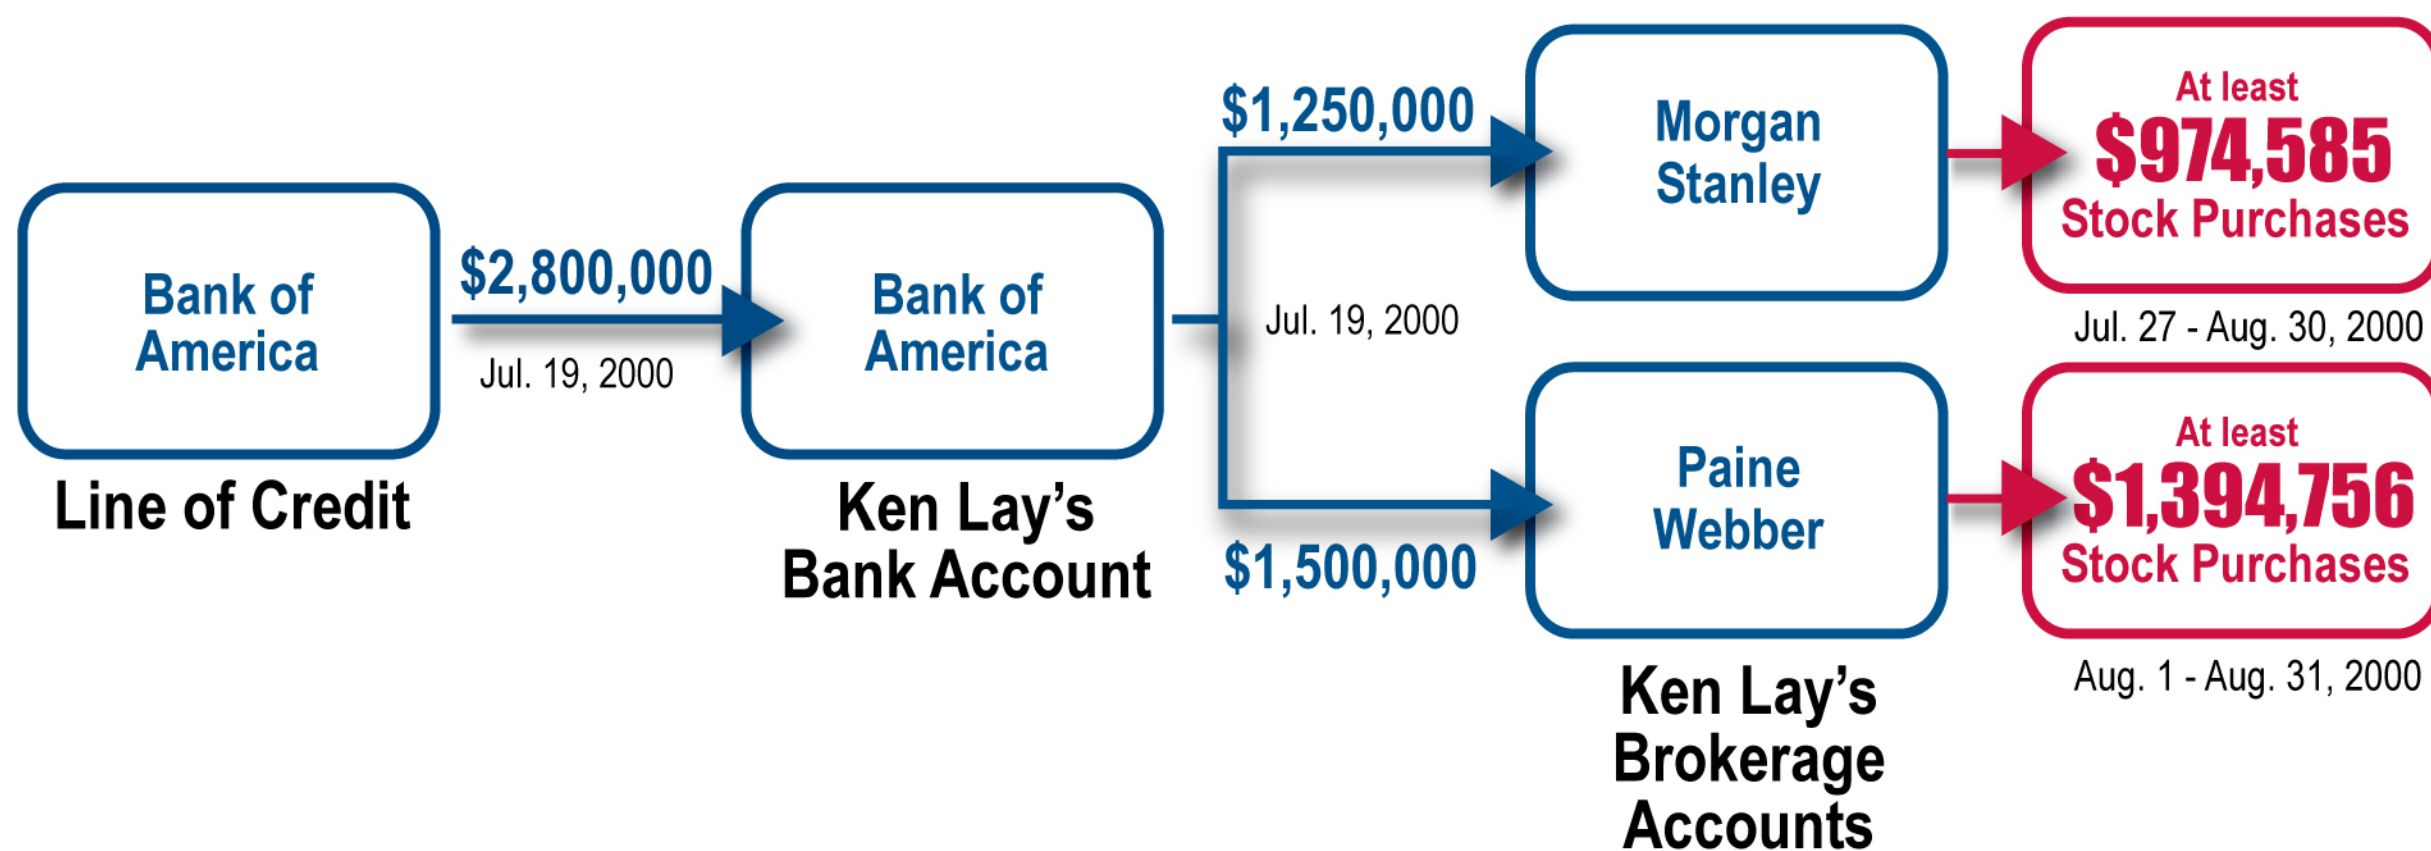 Bank of
America
Line of Credit
$2,800,000
Jul. 19, 2000
Bank of
America
Ken Lay’s
Bank Account
$1,250,000
Jul. 19, 2000
$1,500,000
Morgan
Stanley
Paine
Webber
Ken Lay’s
Brokerage
Accounts
At least
$974,585
Stock Purchases
Jul. 27 - Aug. 30, 2000
At least
$1,394,756
Stock Purchases
Aug. 1 - Aug. 31, 2000